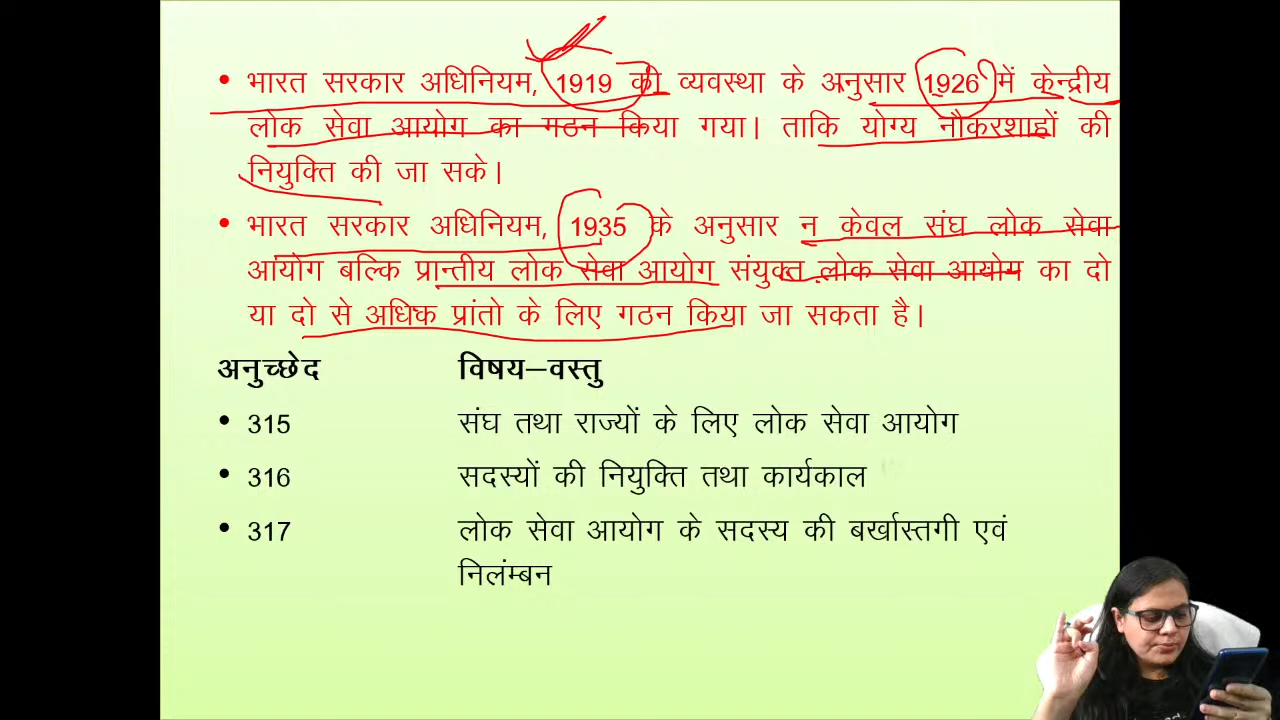 • भारत सरकार अधिनियम, 1919 की व्यवस्था के अनुसार 1926 में केन्द्रीय
लोक सेवा आयोग का गठन किया गया। ताकि योग्य नौकरशाहों की
नियुक्ति की जा सके।
• भारत सरकार अधिनियम, 1935 के अनुसार न केवल संघ लोक सेवा
आयोग बल्कि प्रान्तीय लोक सेवा आयोग संयुक्त लोक सेवा आयोग का दो
या दो से अधिक प्रांतो के लिए गठन किया जा सकता है।
अनुच्छेद विषय–वस्तु
• 315 संघ तथा राज्यों के लिए लोक सेवा आयोग
• 316 सदस्यों की नियुक्ति तथा कार्यकाल
• 317 लोक सेवा आयोग के सदस्य की बर्खास्तगी एवं
निलंम्बन